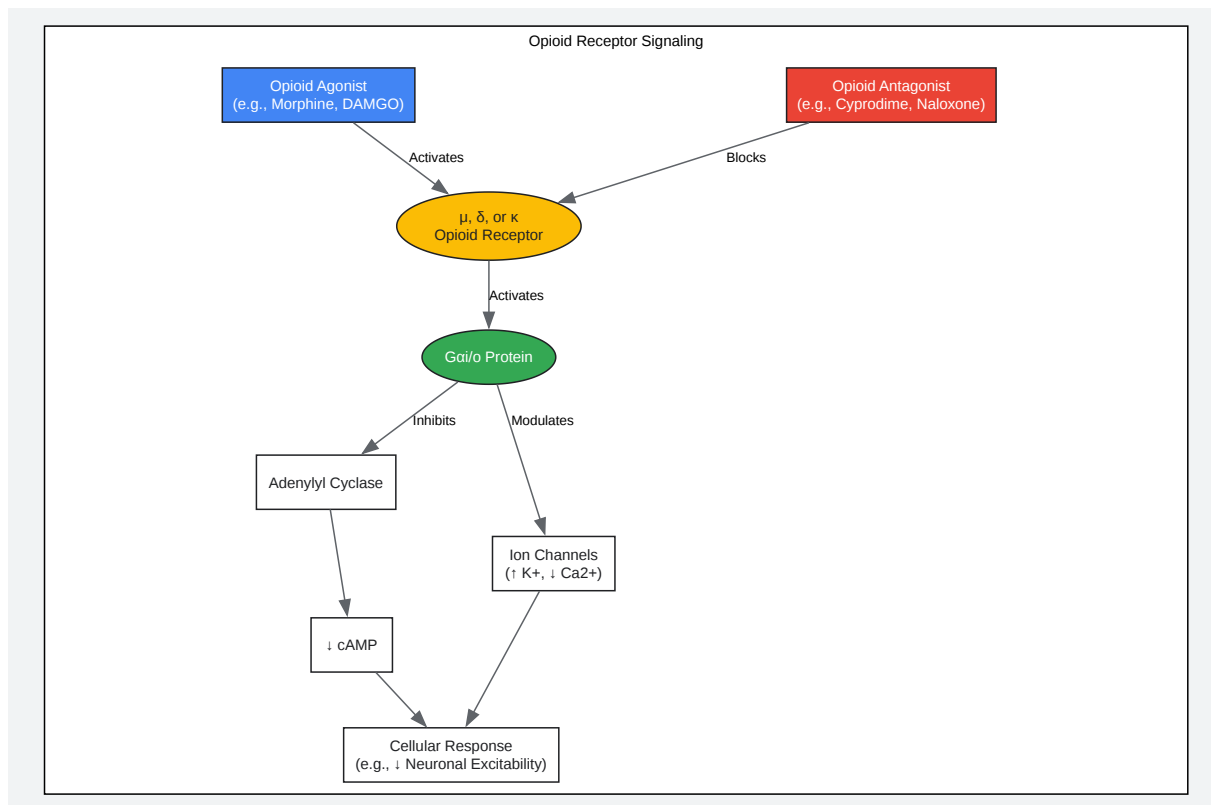 Opioid Receptor Signaling
Opioid Agonist
(e.g., Morphine, DAMGO)
Opioid Antagonist
(e.g., Cyprodime, Naloxone)
Activates
Blocks
μ, δ, or κ
Opioid Receptor
Activates
Gαi/o Protein
Inhibits
Modulates
Adenylyl Cyclase
Ion Channels
(↑ K+, ↓ Ca2+)
↓ cAMP
Cellular Response
(e.g., ↓ Neuronal Excitability)